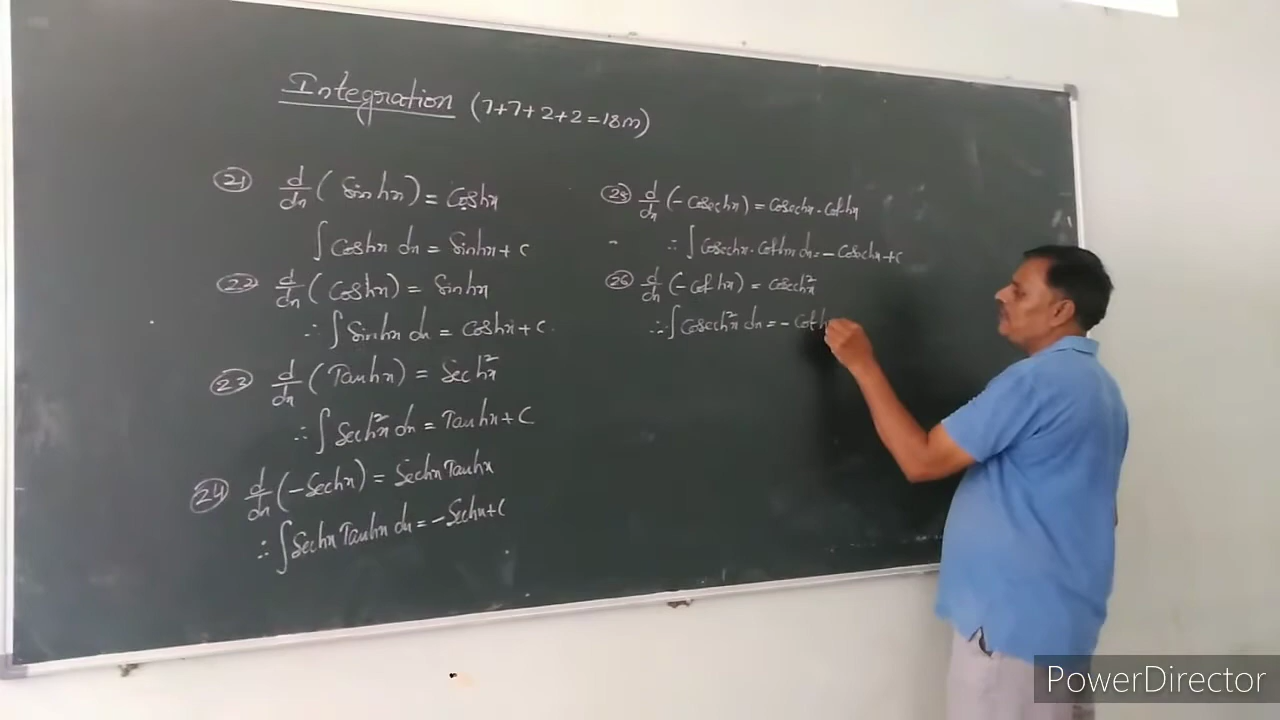 Integration (7+7+2+2=18m)
21 d/dx (Sinhx) = Coshx
∫ Coshx dx = Sinhx + C
22 d/dx (Coshx) = Sinhx
∴ ∫ Sinhx dx = Coshx + C
23 d/dx (Tanhx) = Sech²x
∴ ∫ Sech²x dx = Tanhx + C
24 d/dx (-Sechx) = Sechx Tanhx
∴ ∫ Sechx Tanhx dx = -Sechx + C
25 d/dx (-Cosechx) = Cosechx . Cothx
∴ ∫ Cosechx . Cothx dx = -Cosechx + C
26 d/dx (-Cothx) = Cosech²x
∴ ∫ Cosech²x dx = - Coth
PowerDirector